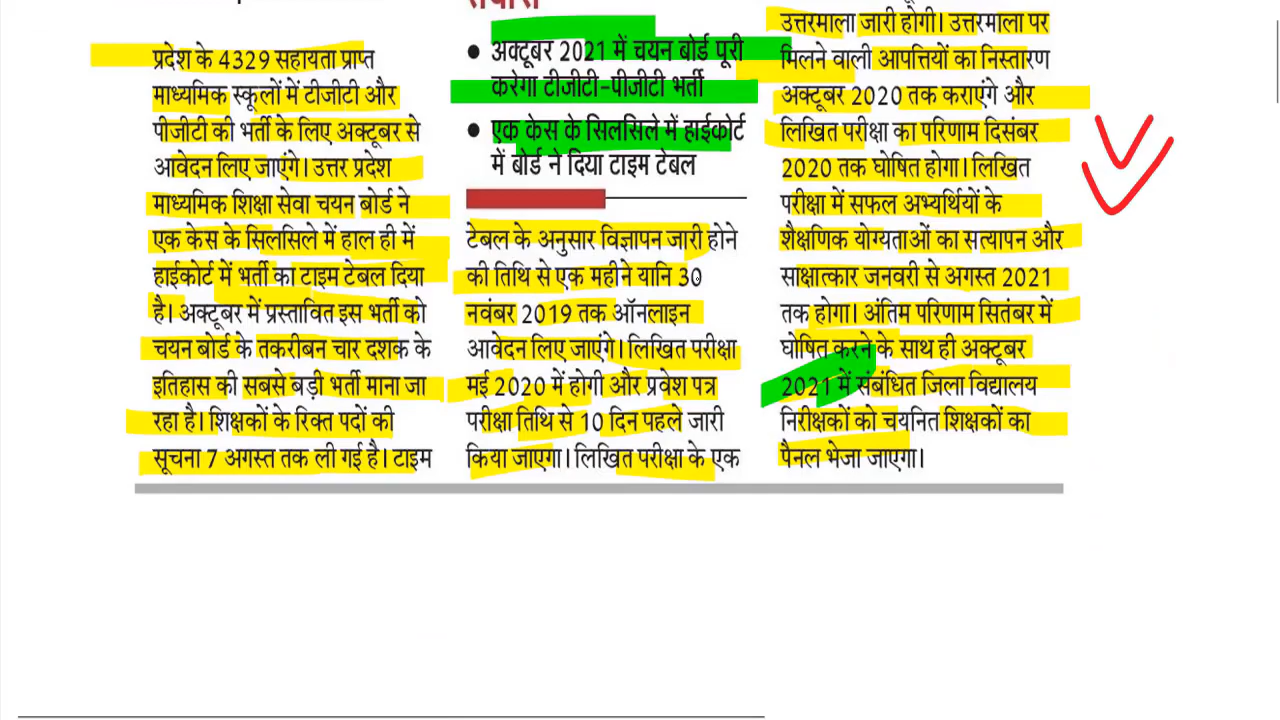 प्रदेश के 4329 सहायता प्राप्त
माध्यमिक स्कूलों में टीजीटी और
पीजीटी की भर्ती के लिए अक्टूबर से
आवेदन लिए जाएंगे। उत्तर प्रदेश
माध्यमिक शिक्षा सेवा चयन बोर्ड ने
एक केस के सिलसिले में हाल ही में
हाईकोर्ट में भर्ती का टाइम टेबल दिया
है। अक्टूबर में प्रस्तावित इस भर्ती को
चयन बोर्ड के तकरीबन चार दशक के
इतिहास की सबसे बड़ी भर्ती माना जा
रहा है। शिक्षकों के रिक्त पदों की
सूचना 7 अगस्त तक ली गई है। टाइम
● अक्टूबर 2021 में चयन बोर्ड पूरी
करेगा टीजीटी-पीजीटी भर्ती
● एक केस के सिलसिले में हाईकोर्ट
में बोर्ड ने दिया टाइम टेबल
टेबल के अनुसार विज्ञापन जारी होने
की तिथि से एक महीने यानि 30
नवंबर 2019 तक ऑनलाइन
आवेदन लिए जाएंगे। लिखित परीक्षा
मई 2020 में होगी और प्रवेश पत्र
परीक्षा तिथि से 10 दिन पहले जारी
किया जाएगा। लिखित परीक्षा के एक
उत्तरमाला जारी होगी। उत्तरमाला पर
मिलने वाली आपत्तियों का निस्तारण
अक्टूबर 2020 तक कराएंगे और
लिखित परीक्षा का परिणाम दिसंबर
2020 तक घोषित होगा। लिखित
परीक्षा में सफल अभ्यर्थियों के
शैक्षणिक योग्यताओं का सत्यापन और
साक्षात्कार जनवरी से अगस्त 2021
तक होगा। अंतिम परिणाम सितंबर में
घोषित करने के साथ ही अक्टूबर
2021 में संबंधित जिला विद्यालय
निरीक्षकों को चयनित शिक्षकों का
पैनल भेजा जाएगा।